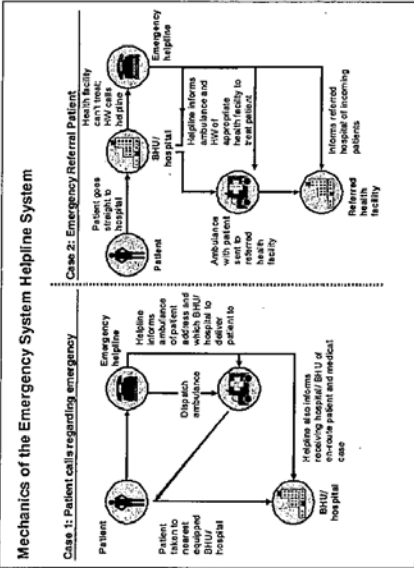 Mechanics of the Emergency System Helpline System
Case 1: Patient calls regarding emergency
Patient
Emergency
helpline
Helpline
informs
ambulance
of patient
address and
which BHU/
hospital to
deliver
patient to
Dispatch
ambulance
Patient
taken to
nearest
equipped
BHU/
hospital
Helpline also informs
receiving hospital/ BHU of
en-route patient and medical
case
BHU/
hospital
Case 2: Emergency Referral Patient
Patient goes
straight to
hospital
Patient
Health facility
can't treat;
HW calls
helpline
BHU/
hospital
Emergency
helpline
Helpline informs
ambulance and
HW of
appropriate
health facility to
treat patient
Ambulance
with patient
sent to
referred
health
facility
Informs referred
hospital of incoming
patients
Referred
health
facility